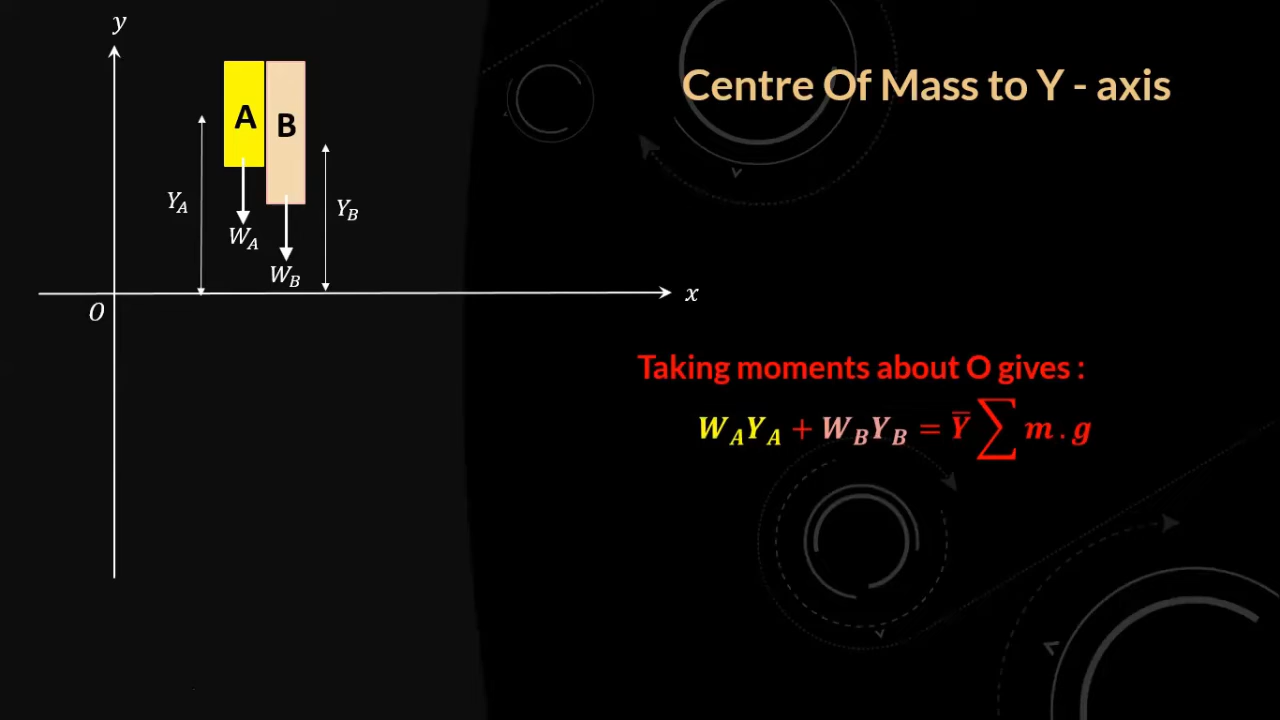 y
Centre Of Mass to Y - axis
A
B
Y_A
Y_B
W_A
W_B
x
O
Taking moments about O gives :
W_A Y_A + W_B Y_B = Y̅ ∑ m . g